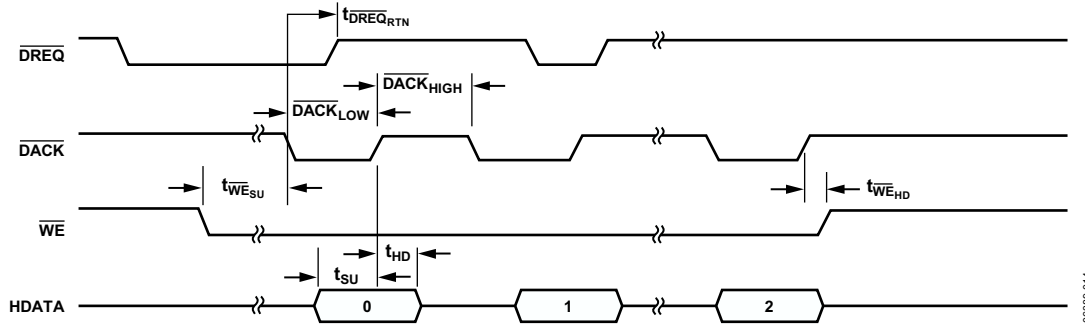 tDREQRTN
DREQ
DACKHIGH
DACKLOW
DACK
tWESU
tWEHD
WE
tHD
tSU
HDATA
0
1
2